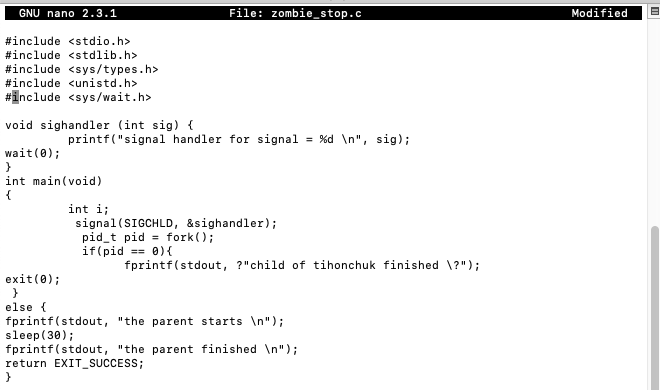 GNU nano 2.3.1 File: zombie_stop.c Modified
#include <stdio.h>
#include <stdlib.h>
#include <sys/types.h>
#include <unistd.h>
#include <sys/wait.h>
void sighandler (int sig) {
printf("signal handler for signal = %d \n", sig);
wait(0);
}
int main(void)
{
int i;
signal(SIGCHLD, &sighandler);
pid_t pid = fork();
if(pid == 0){
fprintf(stdout, ?"child of tihonchuk finished \?");
exit(0);
}
else {
fprintf(stdout, "the parent starts \n");
sleep(30);
fprintf(stdout, "the parent finished \n");
return EXIT_SUCCESS;
}